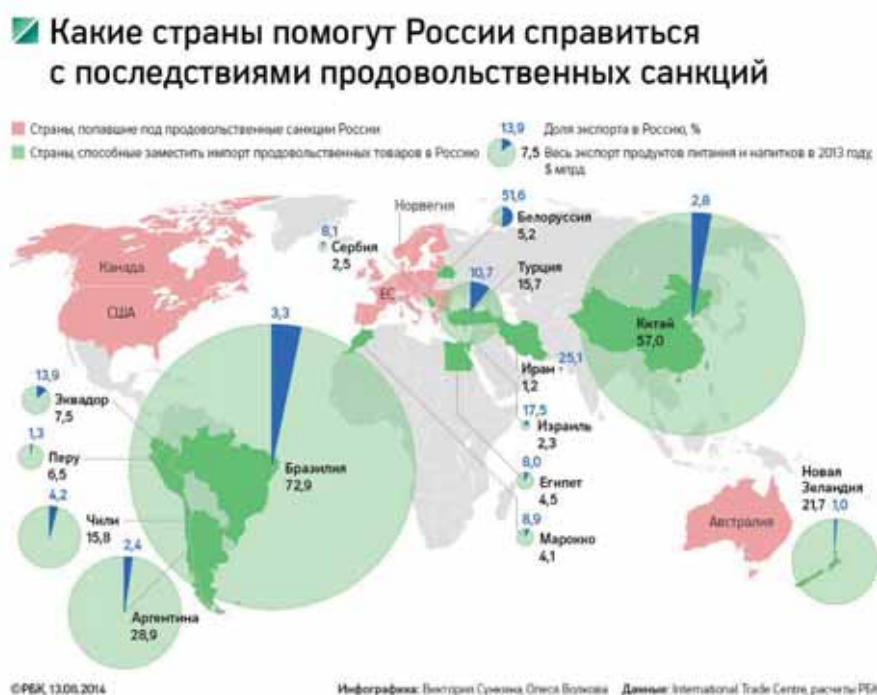 Какие страны помогут России справиться
с последствиями продовольственных санкций
Страны, попавшие под продовольственные санкции России
Страны, способные заместить импорт продовольственных товаров в Россию
13,9 Доля экспорта в Россию, %
7,5 Весь экспорт продуктов питания и напитков в 2013 году,
$ млрд
Канада
США
Норвегия
ЕС
8,1
Сербия
2,5
51,6
Белоруссия
5,2
10,7
Турция
15,7
2,8
Китай
57,0
3,3
Бразилия
72,9
13,9
Эквадор
7,5
1,3
Перу
6,5
4,2
Чили
15,8
2,4
Аргентина
28,9
Иран 25,1
1,2
17,5
Израиль
2,3
8,0
Египет
4,5
8,9
Марокко
4,1
Австралия
Новая
Зеландия
21,7 1,0
©РБК, 13.08.2014
Инфографика: Виктория Сункина, Олеся Волкова
Данные: International Trade Centre, расчеты РБК